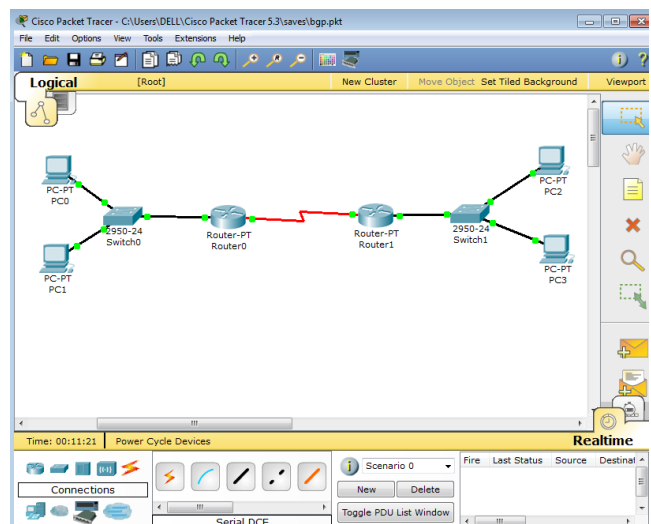 Cisco Packet Tracer - C:\Users\DELL\Cisco Packet Tracer 5.3\saves\bgp.pkt
File Edit Options View Tools Extensions Help
Logical [Root] New Cluster Move Object Set Tiled Background Viewport
PC-PT
PC0
PC-PT
PC1
2950-24
Switch0
Router-PT
Router0
Router-PT
Router1
2950-24
Switch1
PC-PT
PC2
PC-PT
PC3
Time: 00:11:21 Power Cycle Devices Realtime
Connections
Serial DCE
Scenario 0
New Delete
Toggle PDU List Window
Fire Last Status Source Destinat